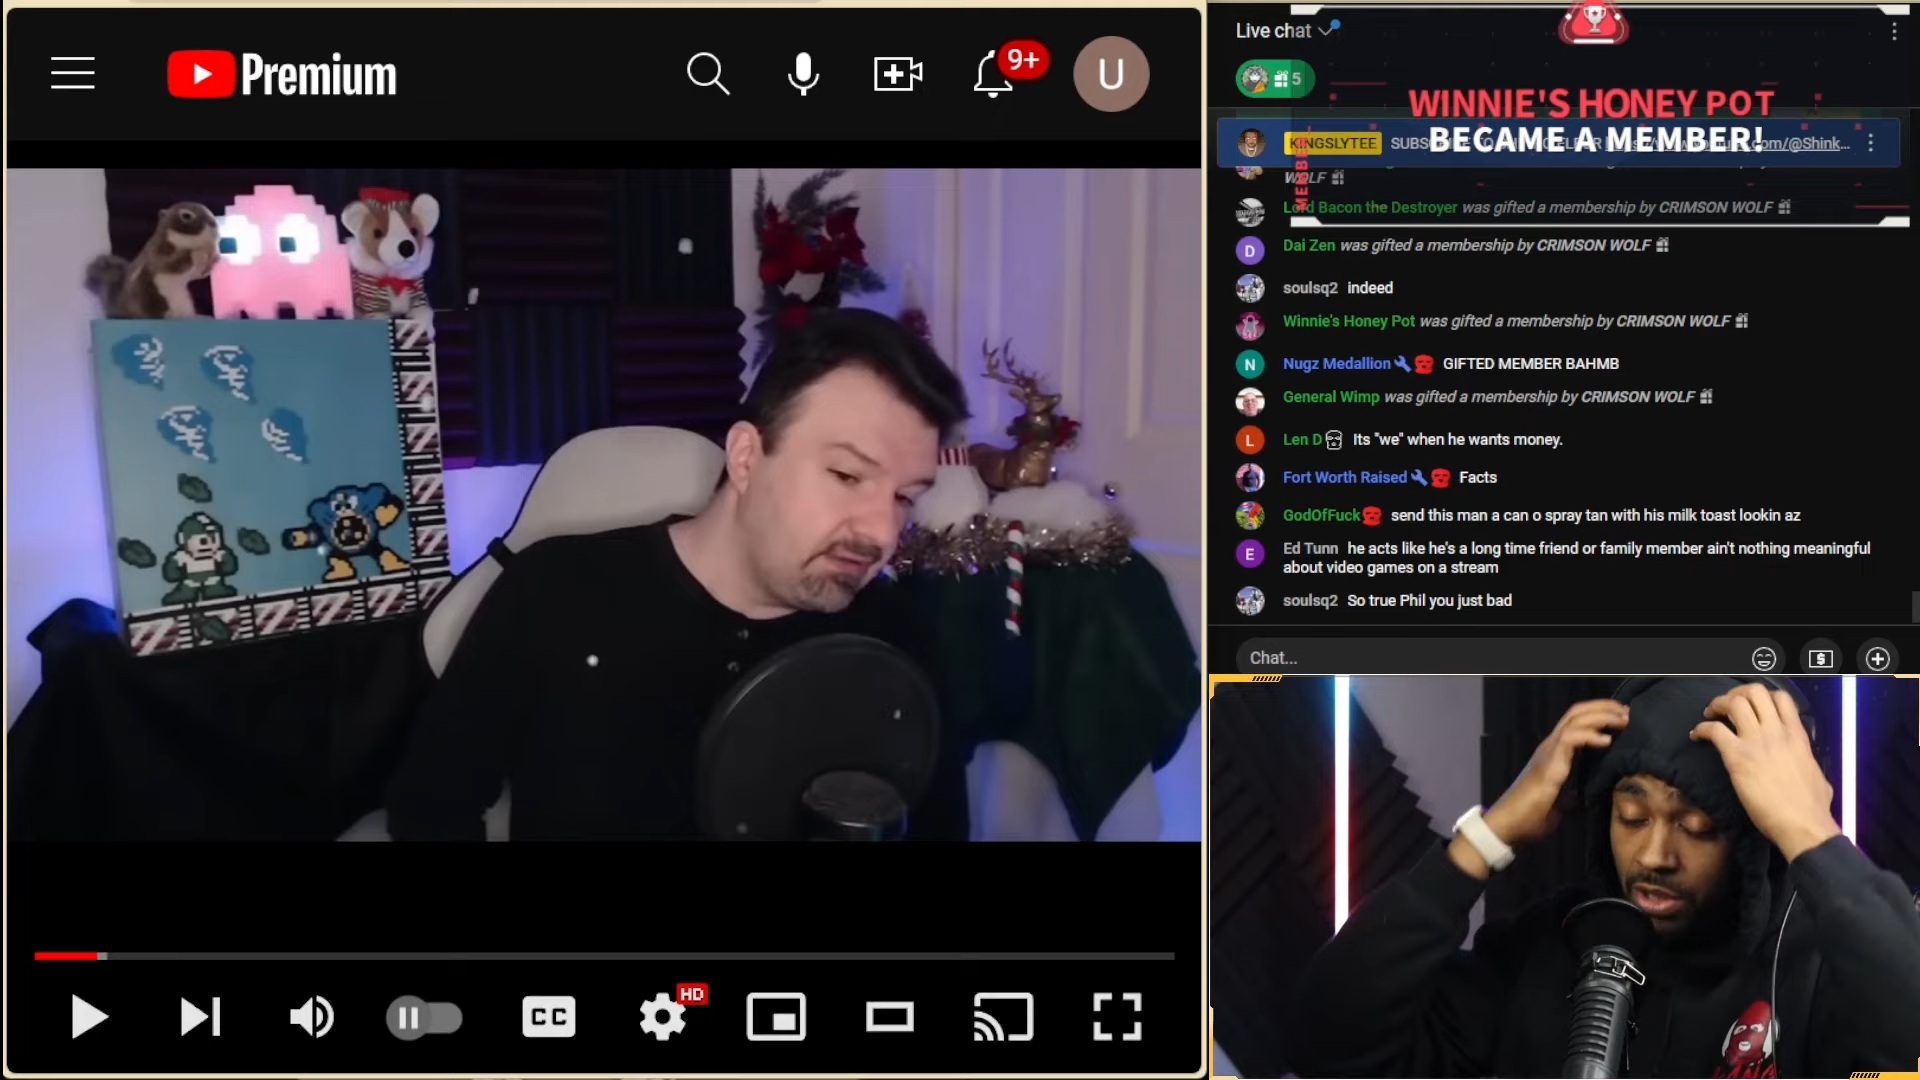 Premium
9+
U
HD
CC
Live chat
5
WINNIE'S HONEY POT
BECAME A MEMBER!
MEMBER
KINGSLYTEE
WOLF
Lord Bacon the Destroyer was gifted a membership by CRIMSON WOLF
D Dai Zen was gifted a membership by CRIMSON WOLF
soulsq2 indeed
Winnie's Honey Pot was gifted a membership by CRIMSON WOLF
N Nugz Medallion GIFTED MEMBER BAHMB
General Wimp was gifted a membership by CRIMSON WOLF
L Len D Its "we" when he wants money.
Fort Worth Raised Facts
GodOfFuck send this man a can o spray tan with his milk toast lookin az
E Ed Tunn he acts like he's a long time friend or family member ain't nothing meaningful
about video games on a stream
soulsq2 So true Phil you just bad
Chat...